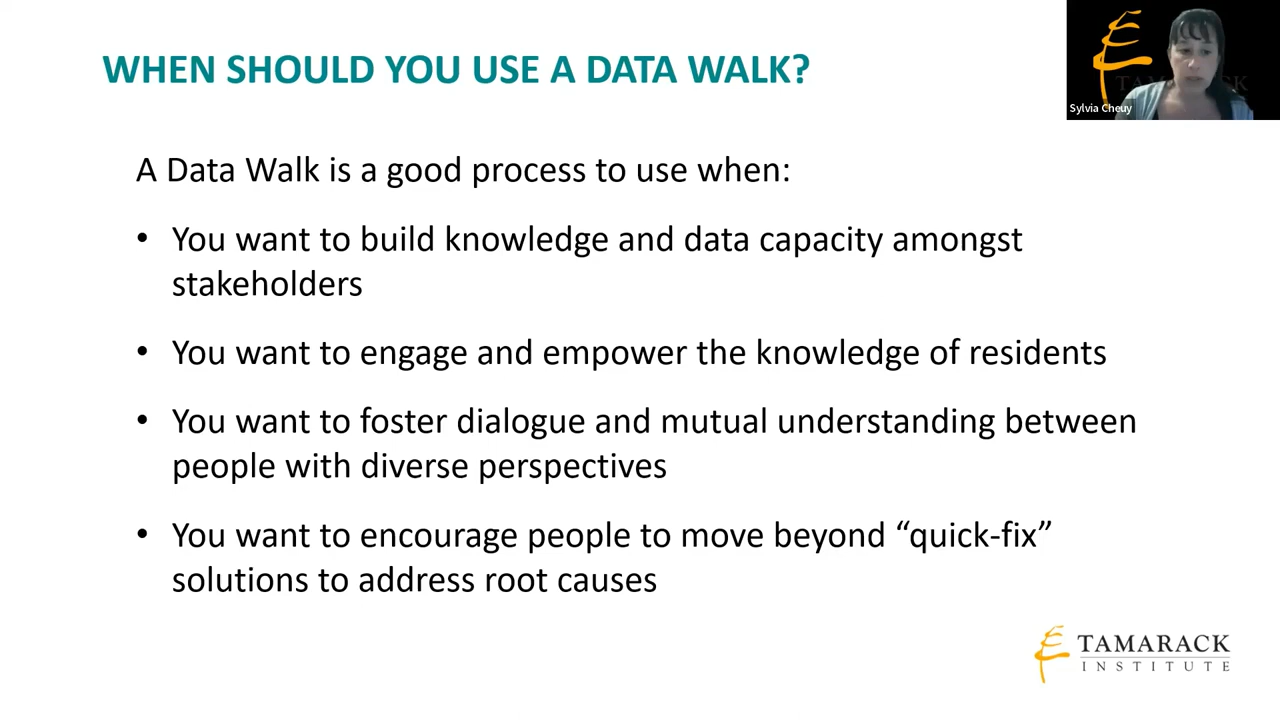 WHEN SHOULD YOU USE A DATA WALK?
TAMARACK
Sylvia Cheuy
A Data Walk is a good process to use when:
• You want to build knowledge and data capacity amongst
stakeholders
• You want to engage and empower the knowledge of residents
• You want to foster dialogue and mutual understanding between
people with diverse perspectives
• You want to encourage people to move beyond “quick-fix”
solutions to address root causes
TAMARACK
INSTITUTE